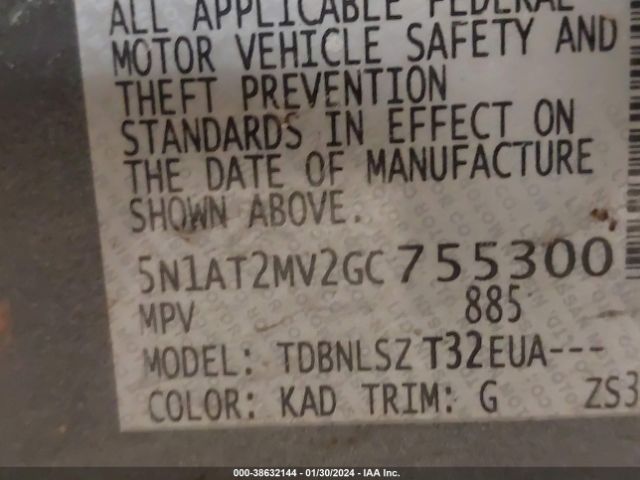 ALL APPLICABLE FEDERAL
MOTOR VEHICLE SAFETY AND
THEFT PREVENTION
STANDARDS IN EFFECT ON
THE DATE OF MANUFACTURE
SHOWN ABOVE.
5N1AT2MV2GC755300
MPV 885
MODEL: TDBNLSZ T32EUA---
COLOR: KAD TRIM: G ZS3
000-38632144 - 01/30/2024 - IAA Inc.